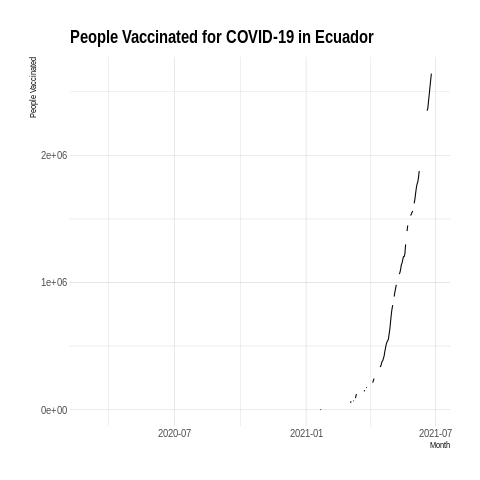 People Vaccinated for COVID-19 in Ecuador
People Vaccinated
2e+06
1e+06
0e+00
2020-07
2021-01
2021-07
Month